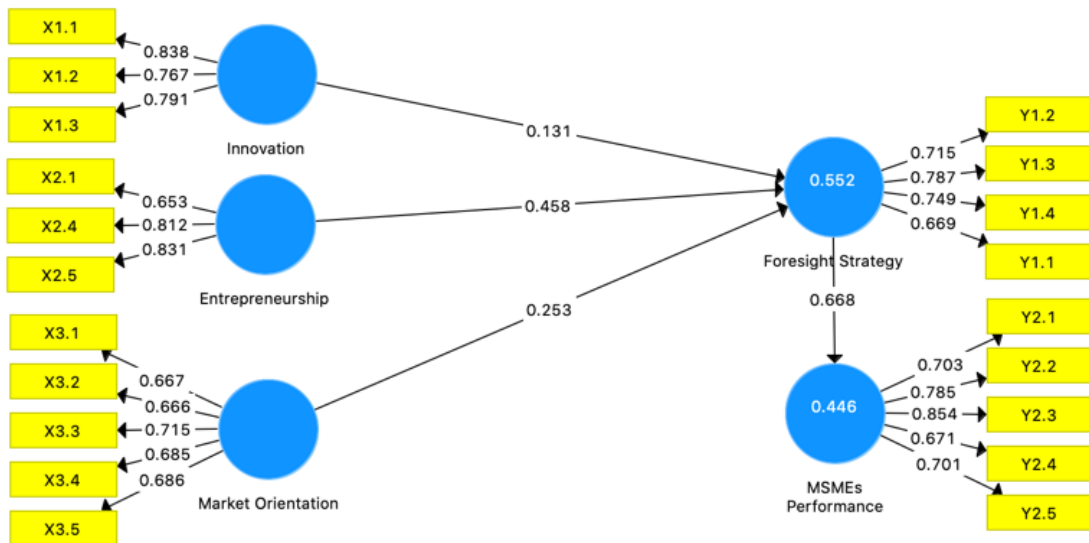 X1.1
0.838
X1.2
0.767
X1.3
0.791
Innovation
0.131
X2.1
0.653
X2.4
0.812
X2.5
0.831
Entrepreneurship
0.458
X3.1
0.667
X3.2
0.666
X3.3
0.715
X3.4
0.685
X3.5
0.686
Market Orientation
0.253
0.552
Foresight Strategy
Y1.2
0.715
Y1.3
0.787
Y1.4
0.749
Y1.1
0.669
0.668
0.446
MSMEs
Performance
Y2.1
0.703
Y2.2
0.785
Y2.3
0.854
Y2.4
0.671
Y2.5
0.701